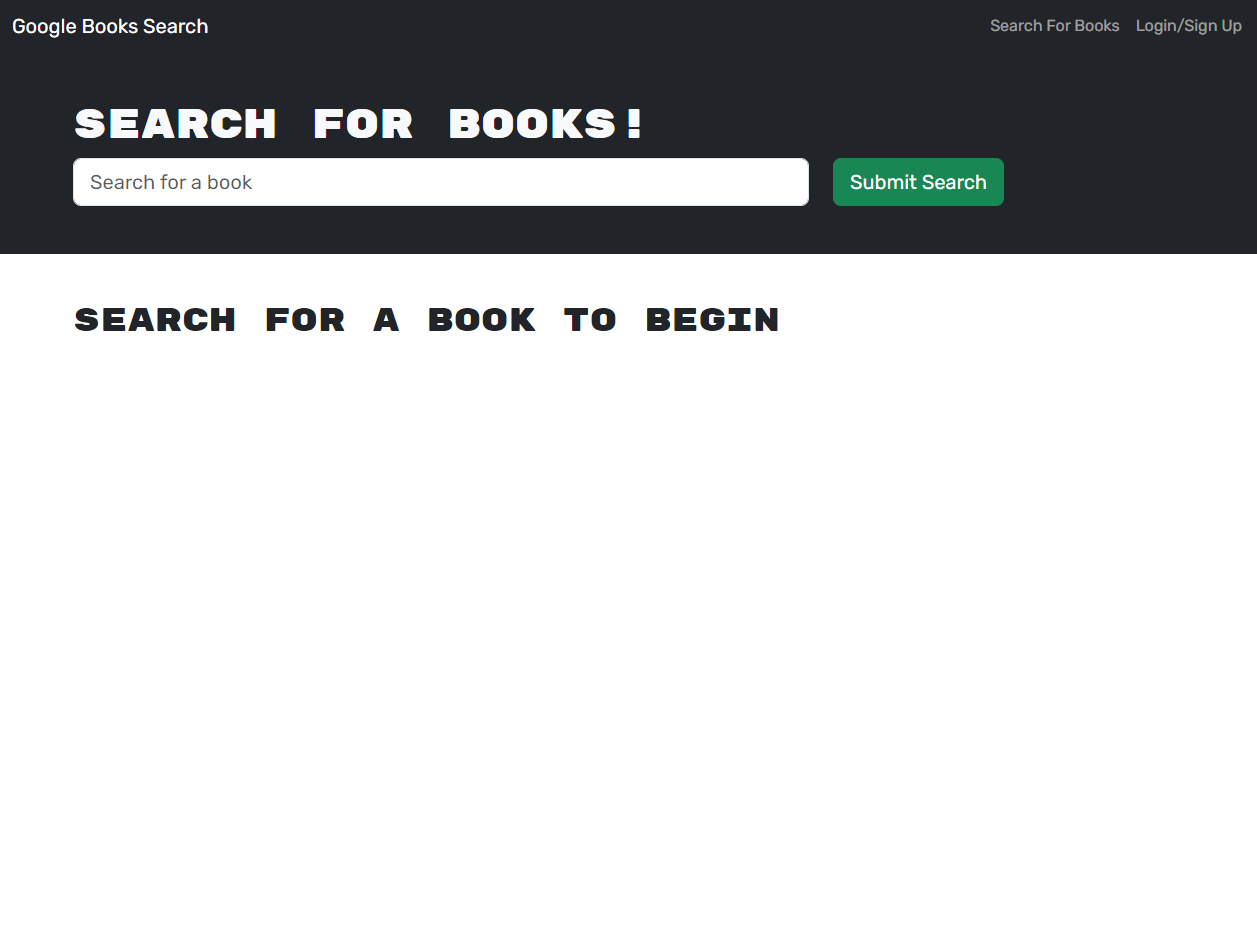 Google Books Search
Search For Books
Login/Sign Up
SEARCH FOR BOOKS!
Search for a book
Submit Search
SEARCH FOR A BOOK TO BEGIN